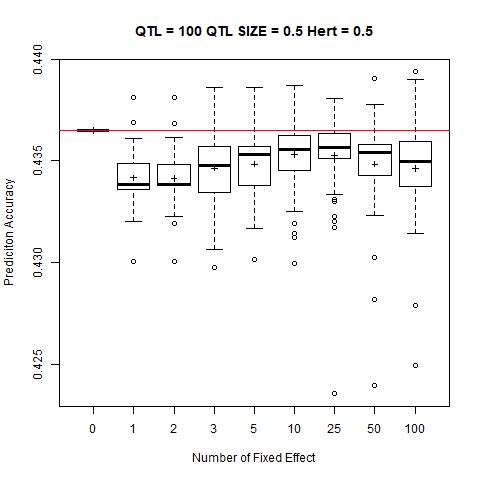 QTL = 100 QTL SIZE = 0.5 Hert = 0.5
0.440
0.435
0.430
0.425
Prediciton Accuracy
0 1 2 3 5 10 25 50 100
Number of Fixed Effect